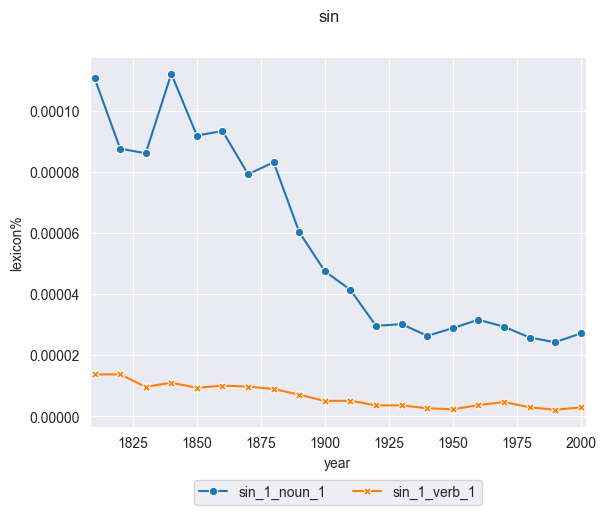 sin
lexicon%
0.00010
0.00008
0.00006
0.00004
0.00002
0.00000
1825 1850 1875 1900 1925 1950 1975 2000
year
sin_1_noun_1 sin_1_verb_1